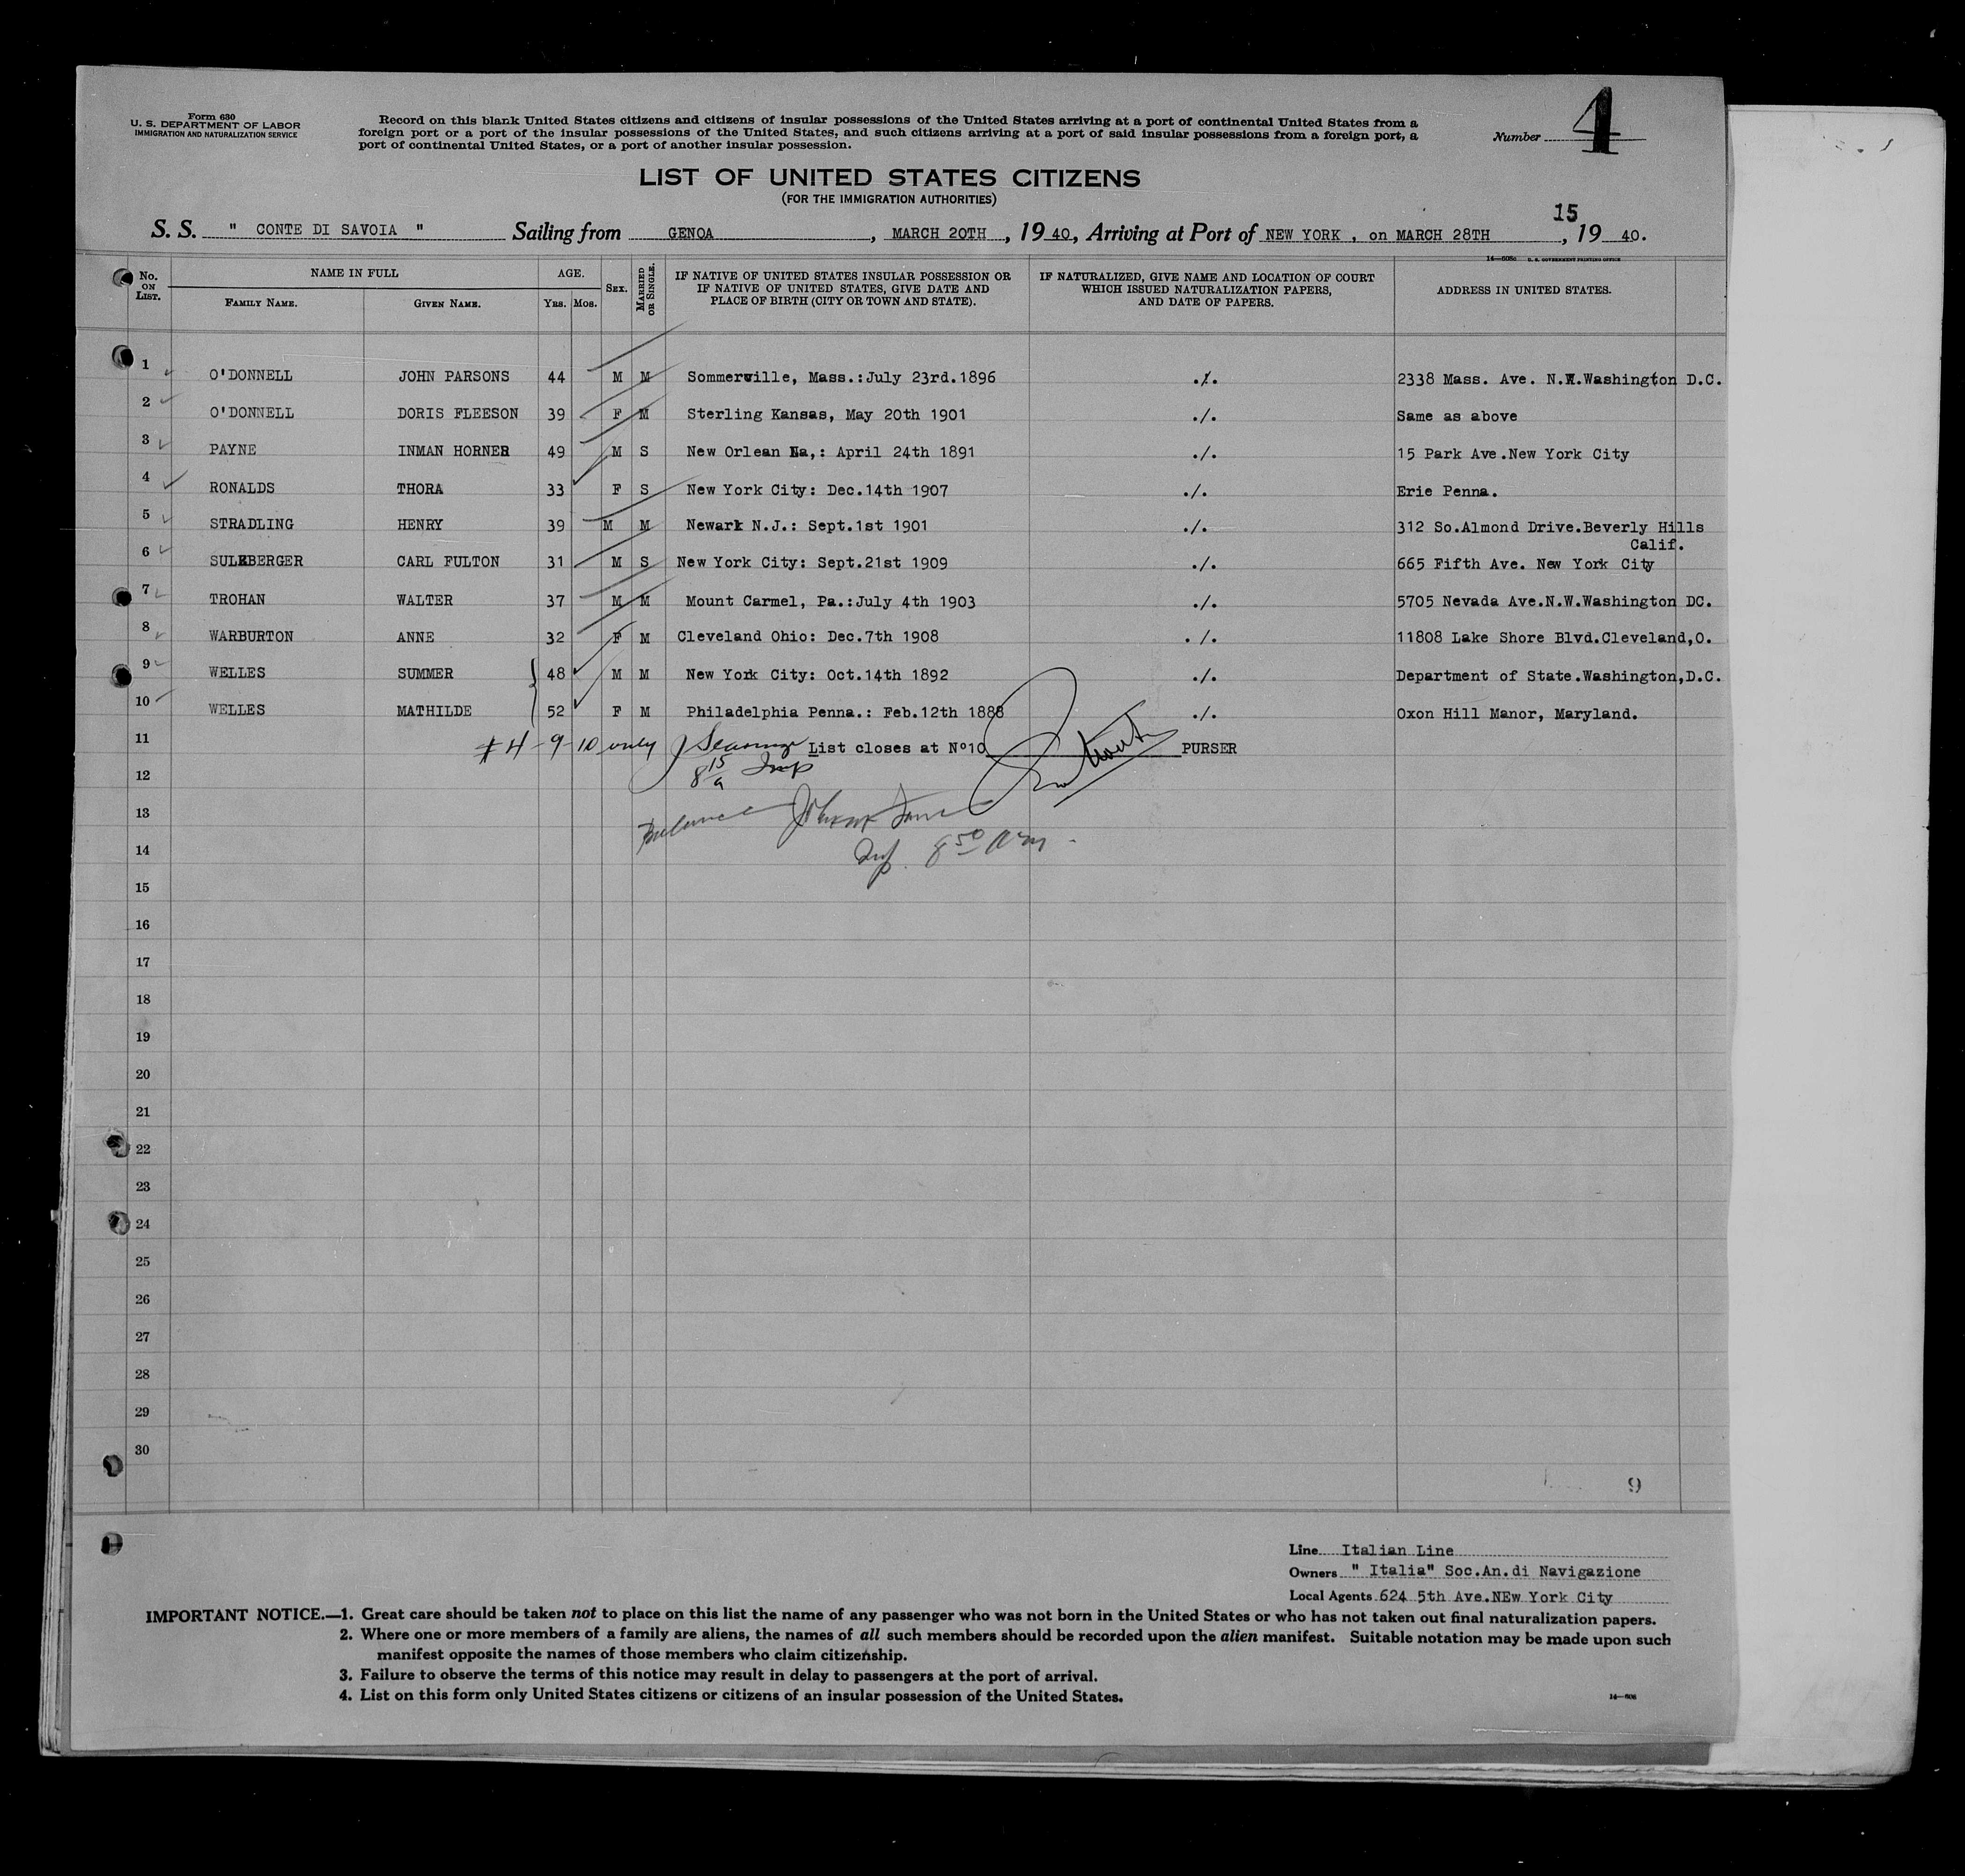 Form 630
U. S. DEPARTMENT OF LABOR
IMMIGRATION AND NATURALIZATION SERVICE
Record on this blank United States citizens and citizens of insular possessions of the United States arriving at a port of continental United States from a
foreign port or a port of the insular possessions of the United States, and such citizens arriving at a port of said insular possessions from a foreign port, a
port of continental United States, or a port of another insular possession.
Number 4
LIST OF UNITED STATES CITIZENS
(FOR THE IMMIGRATION AUTHORITIES)
15
S. S. " CONTE DI SAVOIA " Sailing from GENOA, MARCH 20TH, 19 40, Arriving at Port of NEW YORK , on MARCH 28TH, 19 40.
14—608c U. S. GOVERNMENT PRINTING OFFICE
No. ON LIST. NAME IN FULL FAMILY NAME. GIVEN NAME. AGE. YRS. MOS. SEX. MARRIED OR SINGLE. IF NATIVE OF UNITED STATES INSULAR POSSESSION OR IF NATIVE OF UNITED STATES, GIVE DATE AND PLACE OF BIRTH (CITY OR TOWN AND STATE). IF NATURALIZED, GIVE NAME AND LOCATION OF COURT WHICH ISSUED NATURALIZATION PAPERS, AND DATE OF PAPERS. ADDRESS IN UNITED STATES.
1 O'DONNELL JOHN PARSONS 44 M M Sommerville, Mass.:July 23rd.1896 ./. 2338 Mass. Ave. N.W.Washington D.C.
2 O'DONNELL DORIS FLEESON 39 F M Sterling Kansas, May 20th 1901 ./. Same as above
3 PAYNE INMAN HORNER 49 M S New Orlean La,: April 24th 1891 ./. 15 Park Ave.New York City
4 RONALDS THORA 33 F S New York City: Dec.14th 1907 ./. Erie Penna.
5 STRADLING HENRY 39 M M Newark N.J.: Sept.1st 1901 ./. 312 So.Almond Drive.Beverly Hills
Calif.
6 SULZBERGER CARL FULTON 31 M S New York City: Sept.21st 1909 ./. 665 Fifth Ave. New York City
7 TROHAN WALTER 37 M M Mount Carmel, Pa.:July 4th 1903 ./. 5705 Nevada Ave.N.W.Washington DC.
8 WARBURTON ANNE 32 F M Cleveland Ohio: Dec.7th 1908 ./. 11808 Lake Shore Blvd.Cleveland,O.
9 WELLES SUMMER 48 M M New York City: Oct.14th 1892 ./. Department of State.Washington,D.C.
10 WELLES MATHILDE 52 F M Philadelphia Penna.: Feb.12th 1888 ./. Oxon Hill Manor, Maryland.
11 #4-9-10 only List closes at N°10 PURSER
12 8 15 a Insp
13
14 Insp. 8 50 AM
15
16
17
18
19
20
21
22
23
24
25
26
27
28
29
30
9
Line Italian Line
Owners " Italia" Soc.An.di Navigazione
Local Agents 624 5th Ave.NEw York City
IMPORTANT NOTICE.—1. Great care should be taken not to place on this list the name of any passenger who was not born in the United States or who has not taken out final naturalization papers.
2. Where one or more members of a family are aliens, the names of all such members should be recorded upon the alien manifest. Suitable notation may be made upon such
manifest opposite the names of those members who claim citizenship.
3. Failure to observe the terms of this notice may result in delay to passengers at the port of arrival.
4. List on this form only United States citizens or citizens of an insular possession of the United States.
14—608